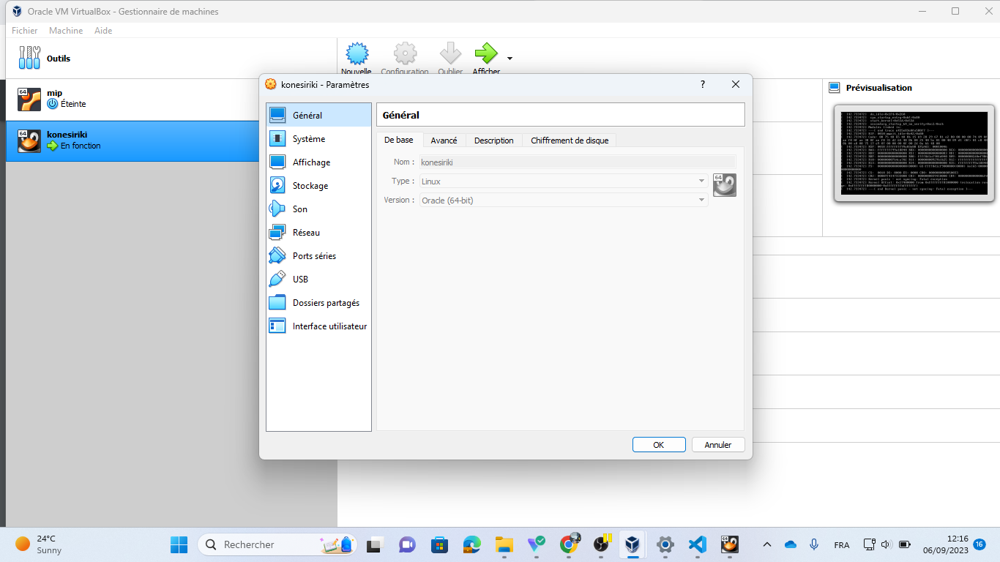 Oracle VM VirtualBox - Gestionnaire de machines
Fichier Machine Aide
Outils
Nouvelle Configuration Oublier Afficher
mip
Éteinte
konesiriki
En fonction
Prévisualisation
konesiriki - Paramètres
?
Général
Système
Affichage
Stockage
Son
Réseau
Ports séries
USB
Dossiers partagés
Interface utilisateur
Général
De base Avancé Description Chiffrement de disque
Nom : konesiriki
Type : Linux
Version : Oracle (64-bit)
64
64
64
OK Annuler
24°C
Sunny
Rechercher
FRA
12:16
06/09/2023
16